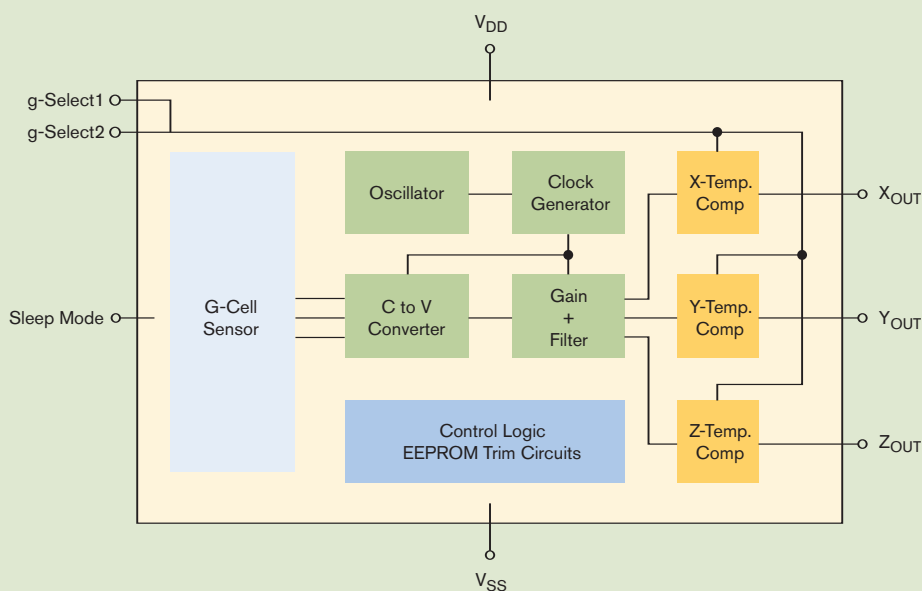 VDD
g-Select1
g-Select2
Oscillator
Clock
Generator
X-Temp.
Comp
XOUT
Sleep Mode
G-Cell
Sensor
C to V
Converter
Gain
+
Filter
Y-Temp.
Comp
YOUT
Control Logic
EEPROM Trim Circuits
Z-Temp.
Comp
ZOUT
VSS